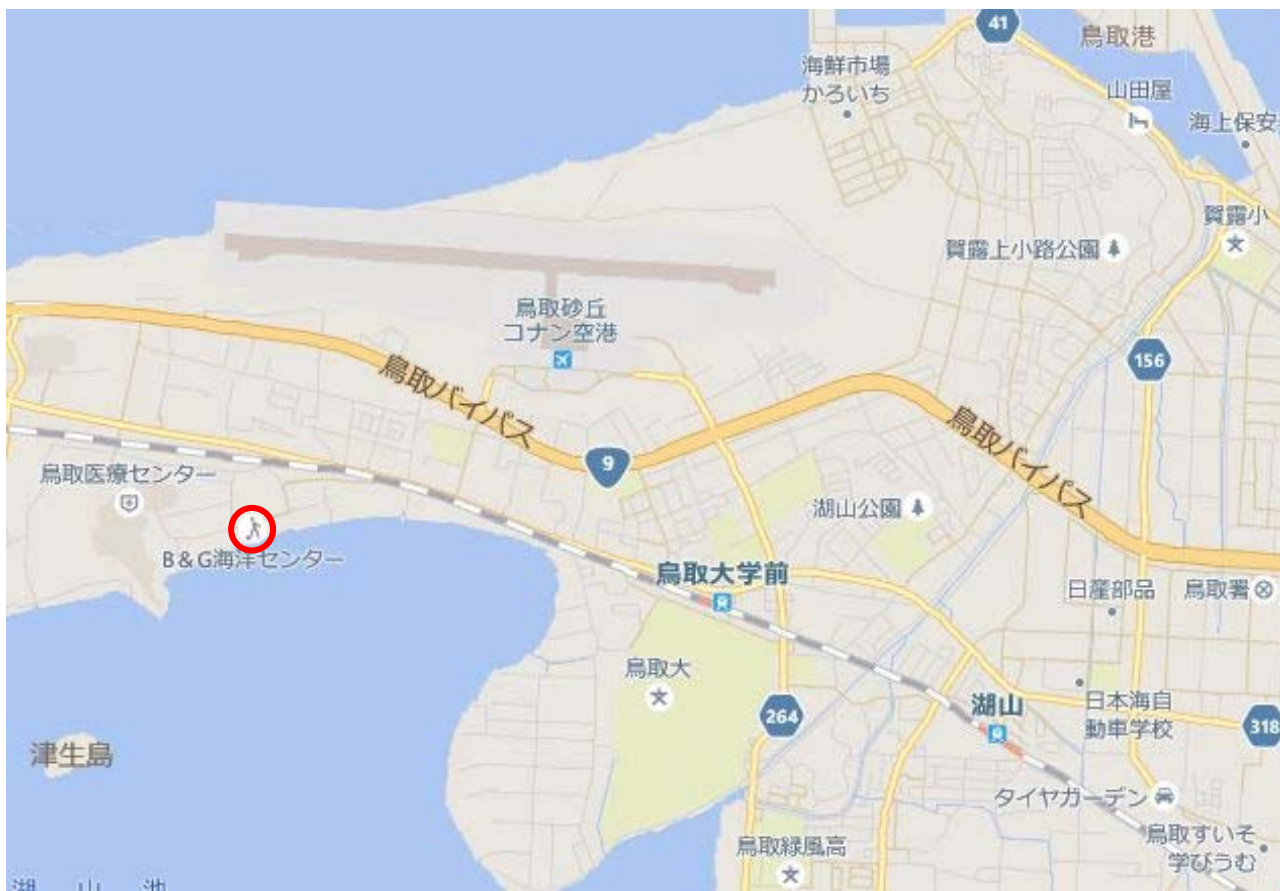 41
鳥取港
海鮮市場
かろいち
山田屋
海上保安
賀露小
賀露上小路公園
鳥取砂丘
コナン空港
156
鳥取バイパス
鳥取バイパス
9
鳥取医療センター
湖山公園
B&G海洋センター
鳥取大学前
日産部品
鳥取署
鳥取大
湖山
264
日本海自
動車学校
318
津生島
タイヤガーデン
鳥取すいそ
学びうむ
鳥取緑風高
湖 山 池